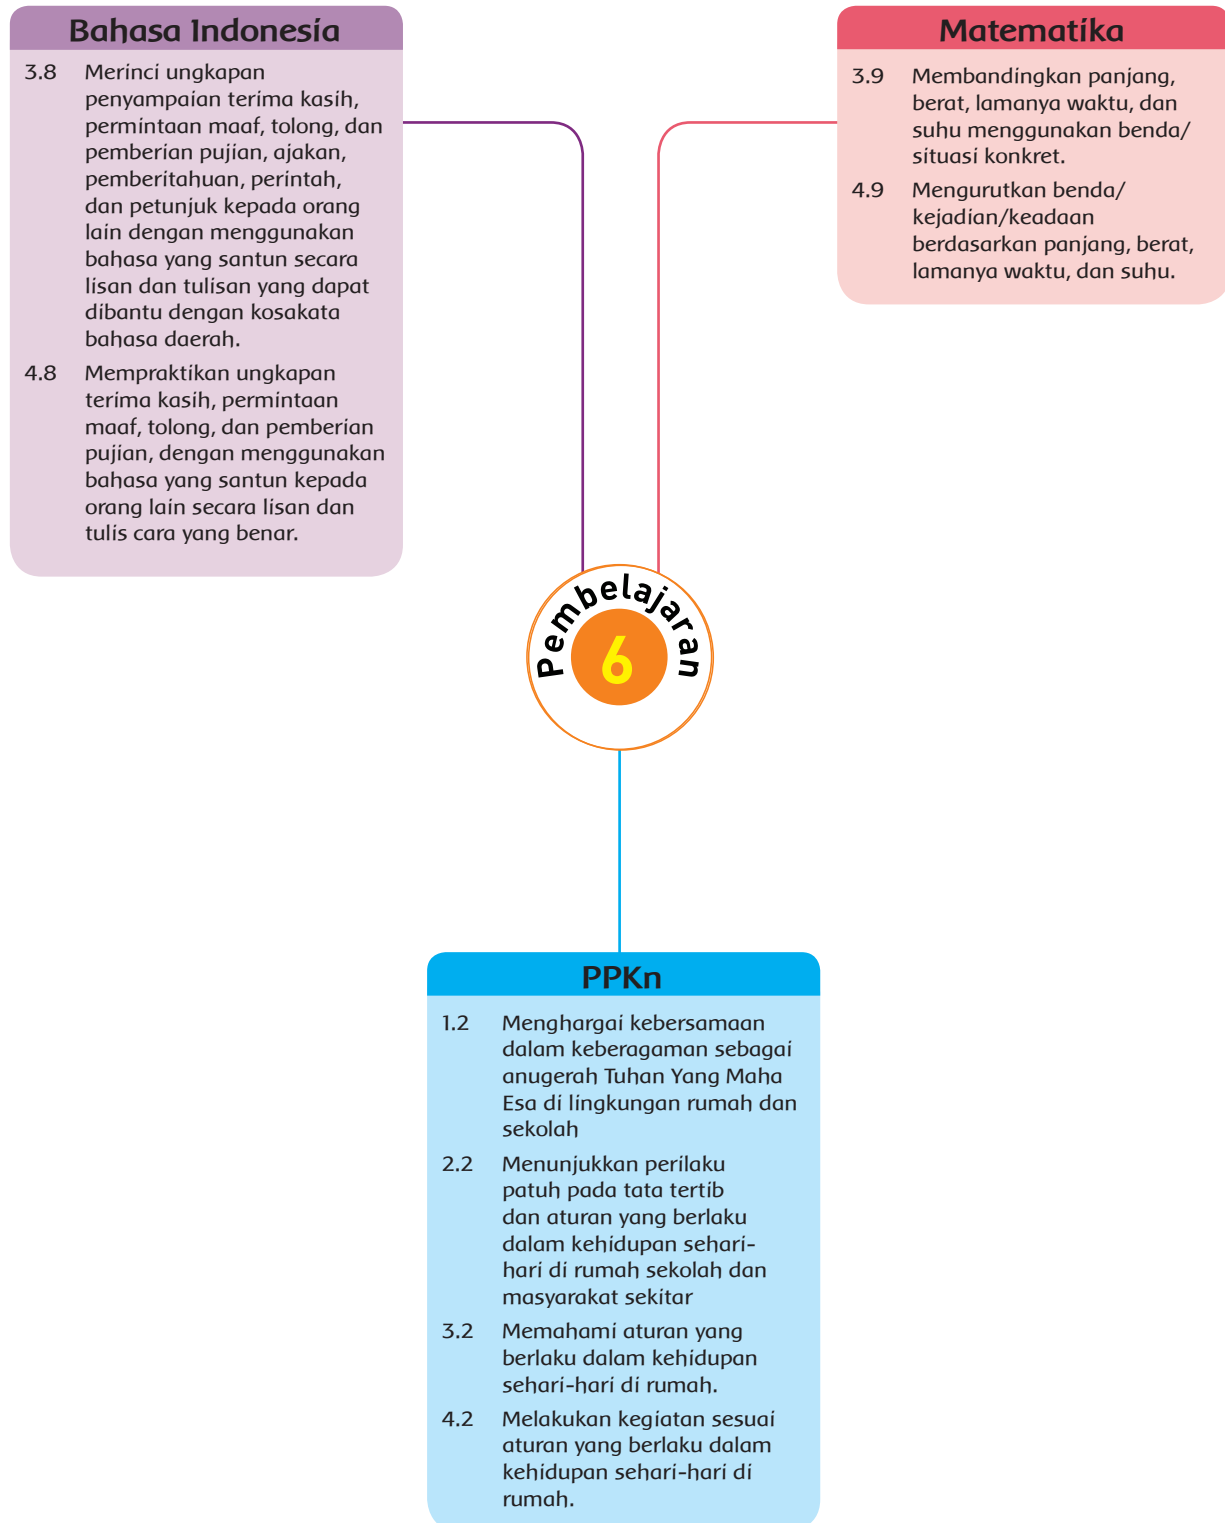 Bahasa Indonesia
3.8 Merinci ungkapan
penyampaian terima kasih,
permintaan maaf, tolong, dan
pemberian pujian, ajakan,
pemberitahuan, perintah,
dan petunjuk kepada orang
lain dengan menggunakan
bahasa yang santun secara
lisan dan tulisan yang dapat
dibantu dengan kosakata
bahasa daerah.
4.8 Mempraktikan ungkapan
terima kasih, permintaan
maaf, tolong, dan pemberian
pujian, dengan menggunakan
bahasa yang santun kepada
orang lain secara lisan dan
tulis cara yang benar.
Matematika
3.9 Membandingkan panjang,
berat, lamanya waktu, dan
suhu menggunakan benda/
situasi konkret.
4.9 Mengurutkan benda/
kejadian/keadaan
berdasarkan panjang, berat,
lamanya waktu, dan suhu.
Pembelajaran
6
PPKn
1.2 Menghargai kebersamaan
dalam keberagaman sebagai
anugerah Tuhan Yang Maha
Esa di lingkungan rumah dan
sekolah
2.2 Menunjukkan perilaku
patuh pada tata tertib
dan aturan yang berlaku
dalam kehidupan sehari-
hari di rumah sekolah dan
masyarakat sekitar
3.2 Memahami aturan yang
berlaku dalam kehidupan
sehari-hari di rumah.
4.2 Melakukan kegiatan sesuai
aturan yang berlaku dalam
kehidupan sehari-hari di
rumah.